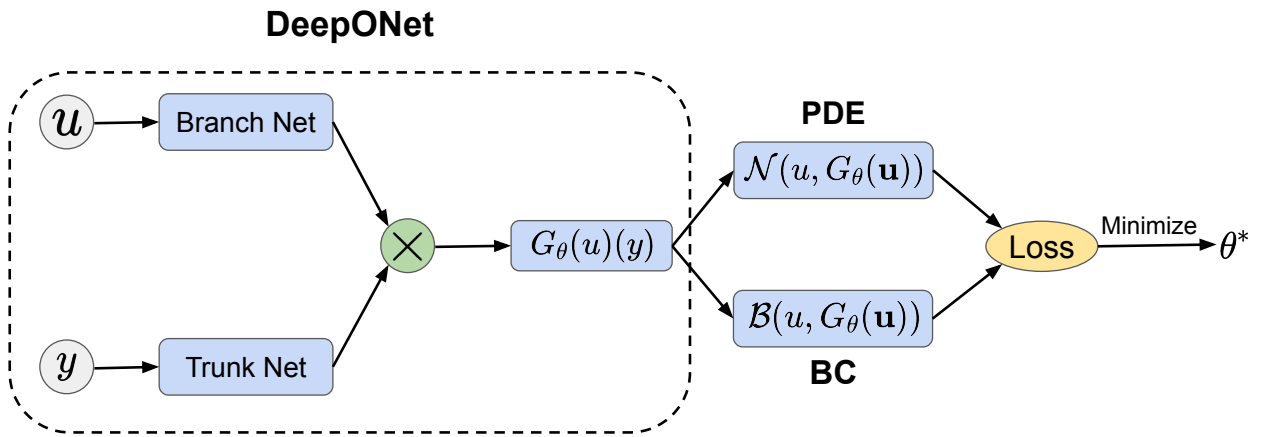 DeepONet
u
Branch Net
PDE
𝒩(u, G_θ(𝐮))
×
G_θ(u)(y)
Loss
Minimize
θ*
ℬ(u, G_θ(𝐮))
BC
y
Trunk Net